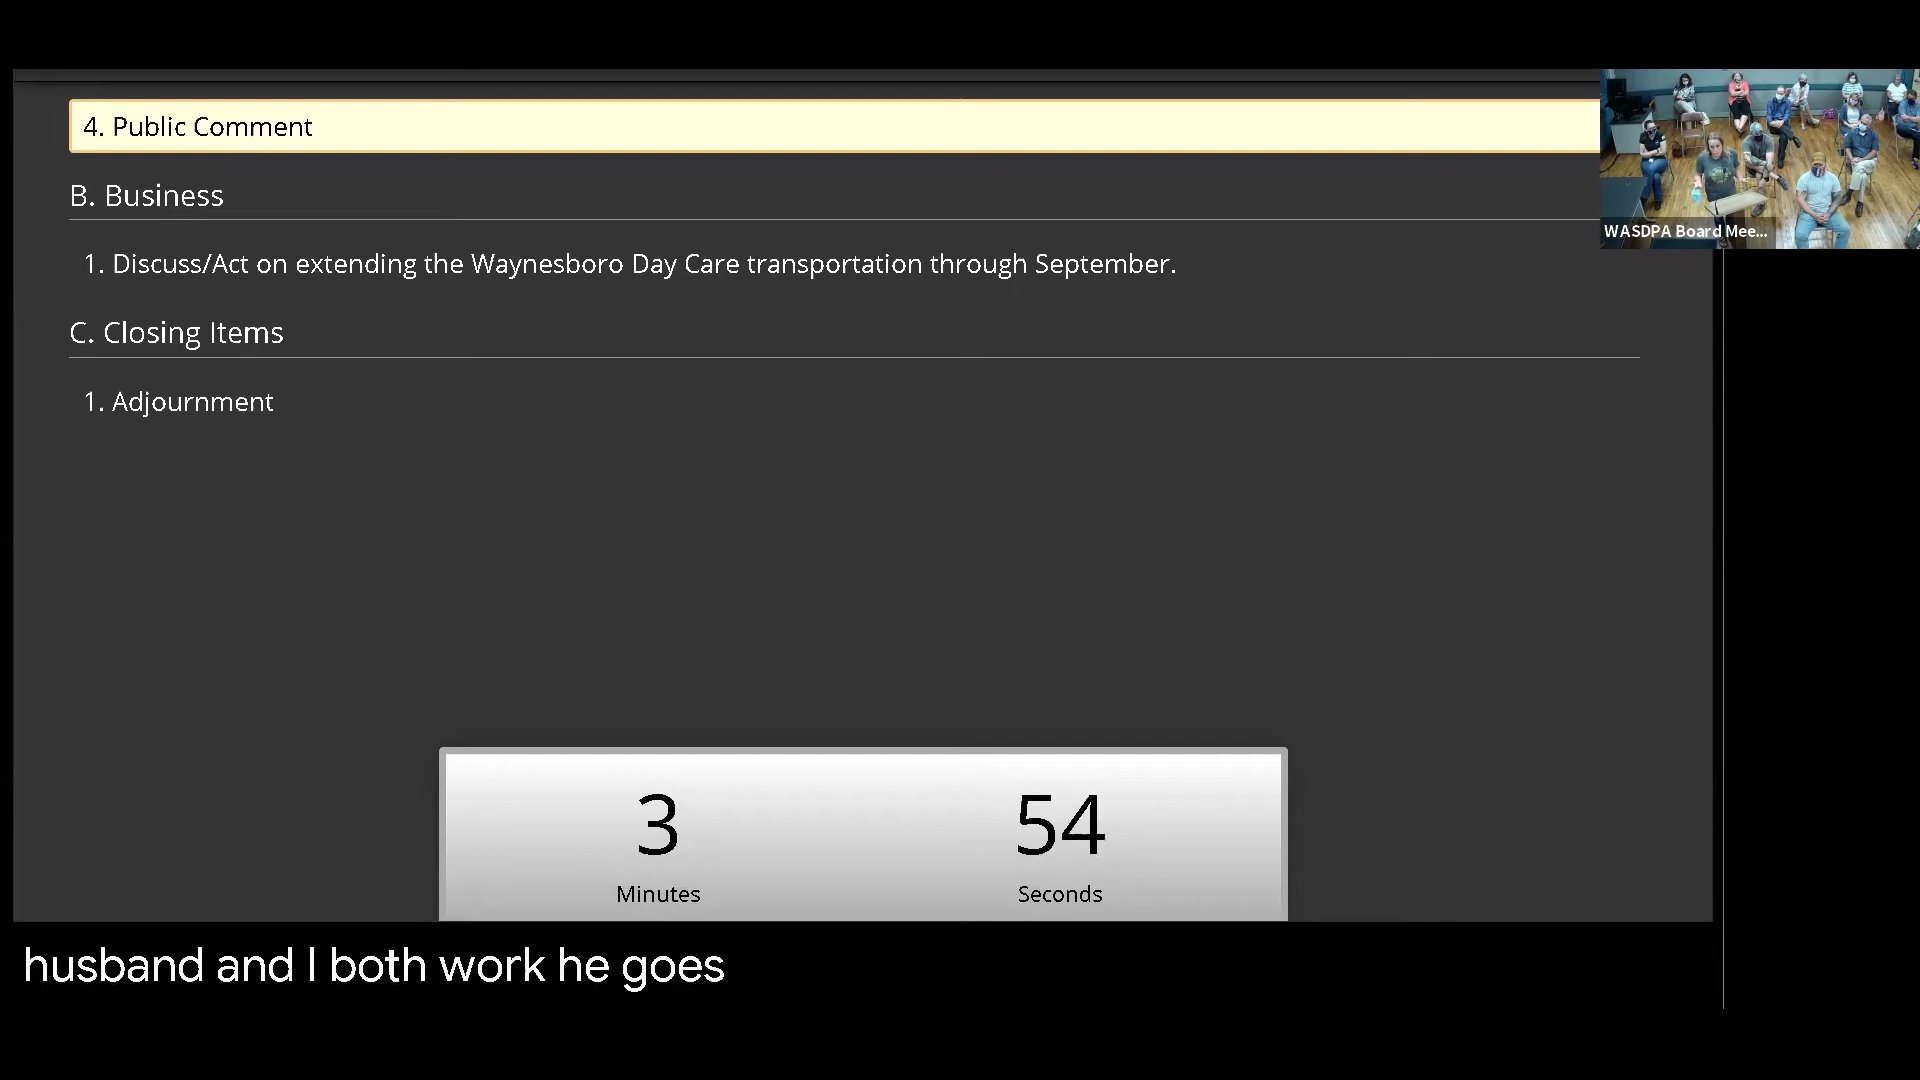 4. Public Comment
WASDPA Board Mee...
B. Business
1. Discuss/Act on extending the Waynesboro Day Care transportation through September.
C. Closing Items
1. Adjournment
3 54
Minutes Seconds
husband and I both work he goes